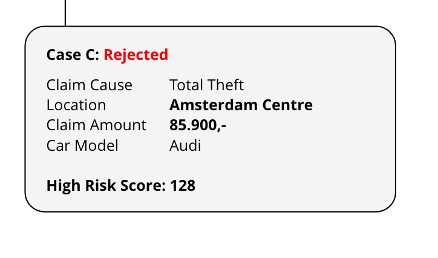 Case C: Rejected
Claim Cause Total Theft
Location Amsterdam Centre
Claim Amount 85.900,-
Car Model Audi
High Risk Score: 128